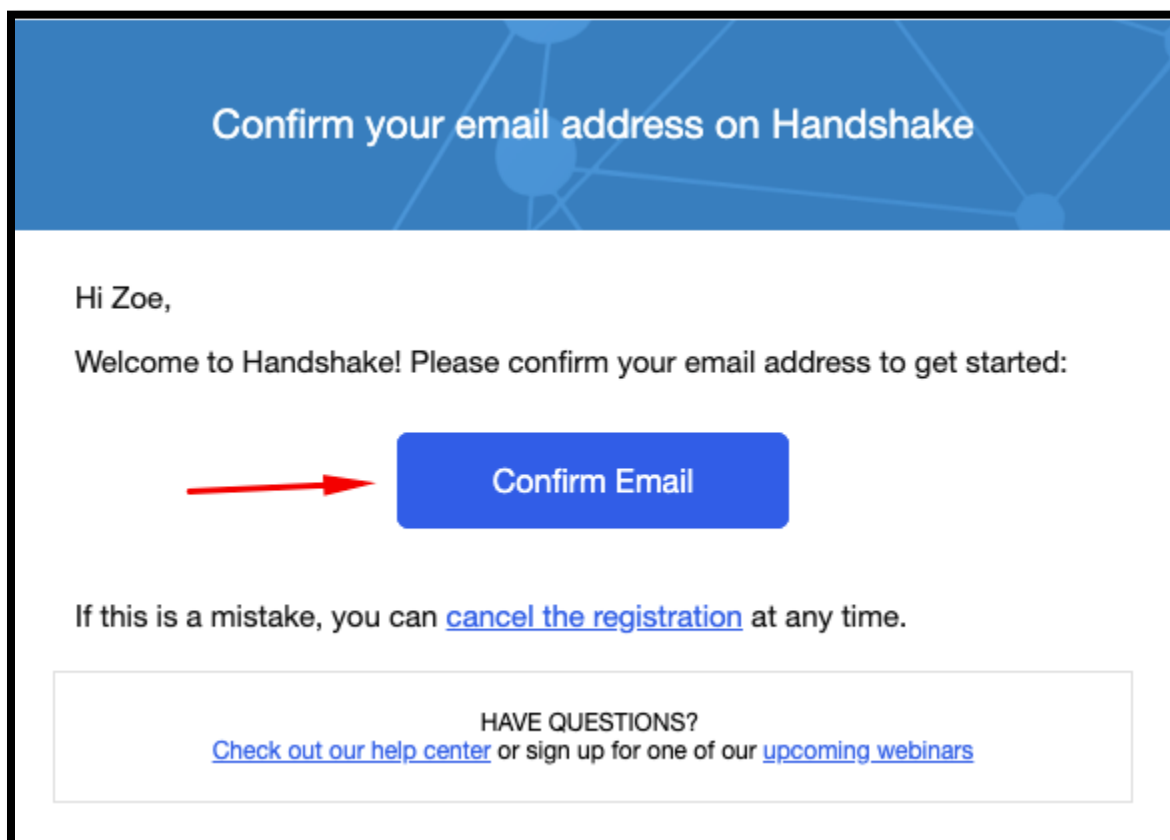 Confirm your email address on Handshake
Hi Zoe,
Welcome to Handshake! Please confirm your email address to get started:
Confirm Email
If this is a mistake, you can cancel the registration at any time.
HAVE QUESTIONS?
Check out our help center or sign up for one of our upcoming webinars